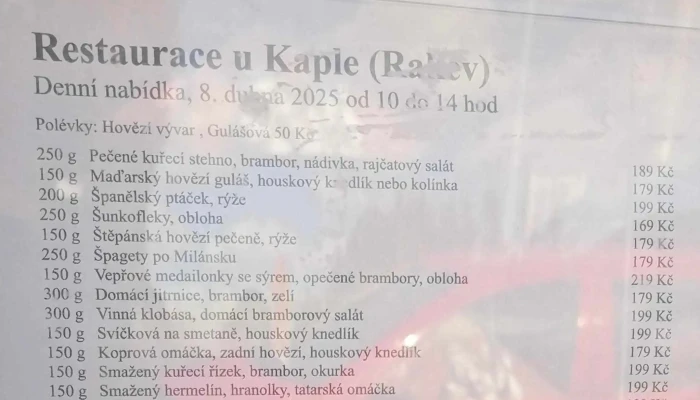 Restaurace u Kaple (Rakev)
Denní nabídka, 8. dubna 2025 od 10 do 14 hod
Polévky: Hovězí vývar , Gulášová 50 Kč
250 g Pečené kuřecí stehno, brambor, nádivka, rajčatový salát 189 Kč
150 g Maďarský hovězí guláš, houskový knedlík nebo kolínka 179 Kč
200 g Španělský ptáček, rýže 199 Kč
250 g Šunkofleky, obloha 169 Kč
150 g Štěpánská hovězí pečeně, rýže 179 Kč
250 g Špagety po Milánsku 179 Kč
150 g Vepřové medailonky se sýrem, opečené brambory, obloha 219 Kč
300 g Domácí jitrnice, brambor, zelí 179 Kč
300 g Vinná klobása, domácí bramborový salát 199 Kč
150 g Svíčková na smetaně, houskový knedlík 199 Kč
150 g Koprová omáčka, zadní hovězí, houskový knedlík 179 Kč
150 g Smažený kuřecí řízek, brambor, okurka 199 Kč
150 g Smažený hermelín, hranolky, tatarská omáčka 199 Kč